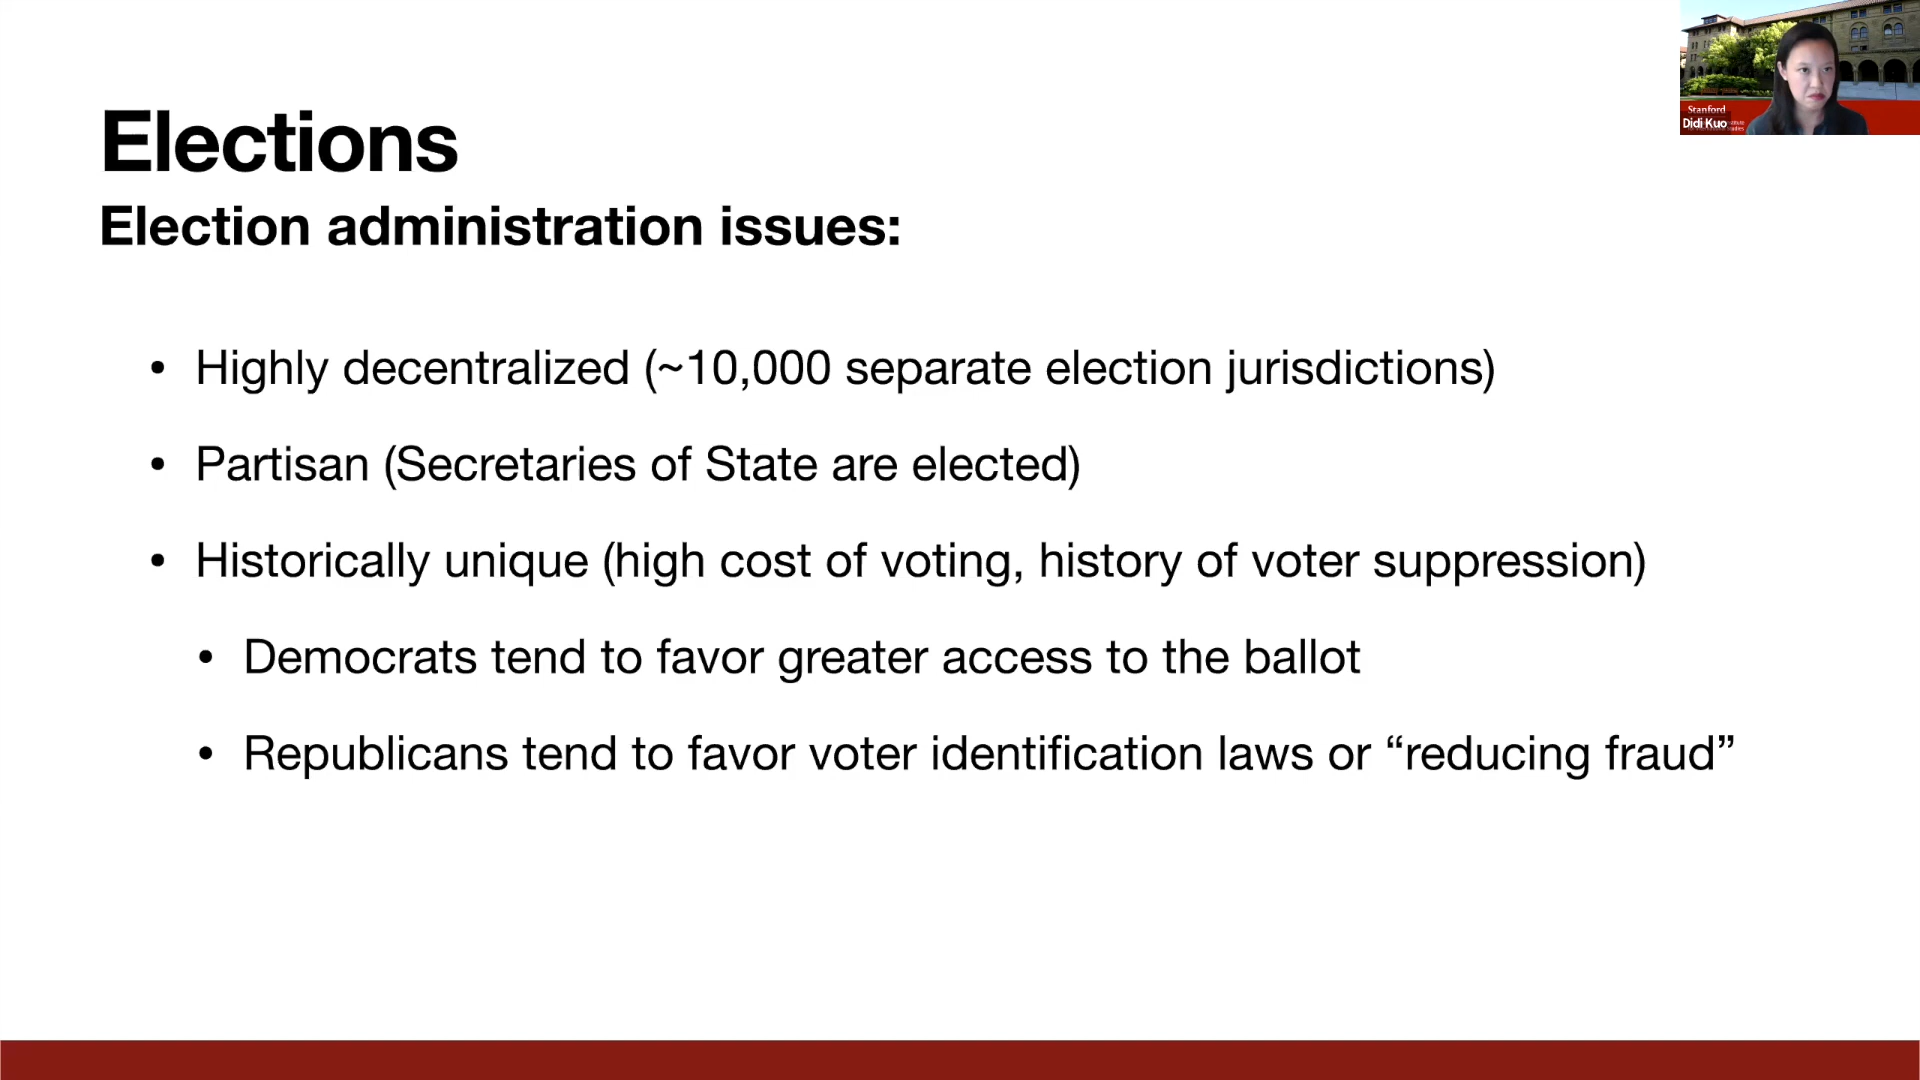 Elections
Election administration issues:
• Highly decentralized (~10,000 separate election jurisdictions)
• Partisan (Secretaries of State are elected)
• Historically unique (high cost of voting, history of voter suppression)
• Democrats tend to favor greater access to the ballot
• Republicans tend to favor voter identification laws or “reducing fraud”
Stanford
Didi Kuo